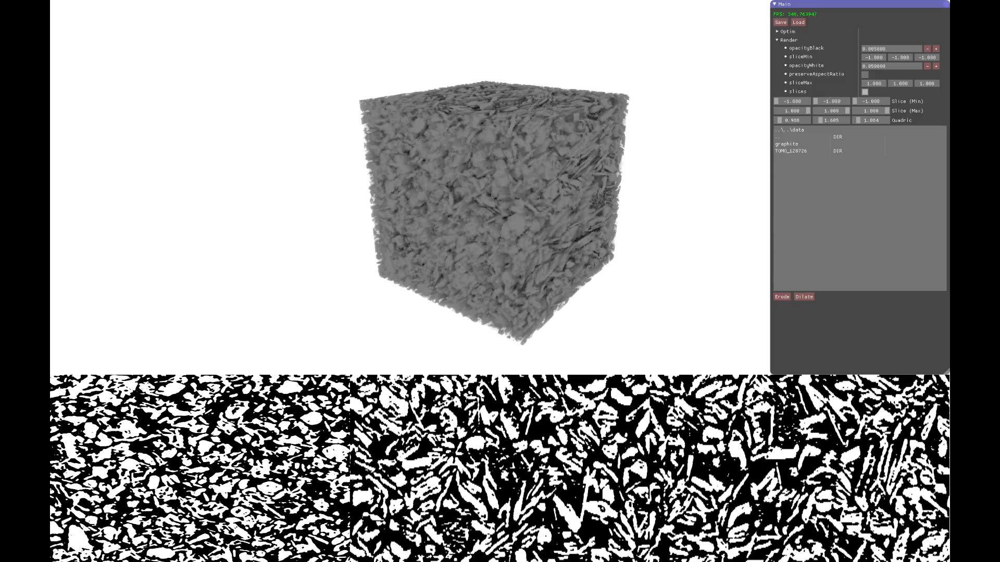 Main
FPS: 346.763947
Save Load
Optim
Render
opacityBlack 0.005000 - +
sliceMin -1.000 -1.000 -1.000
opacityWhite 0.050000 - +
preserveAspectRatio
sliceMax 1.000 1.000 1.000
slices
-1.000 -1.000 -1.000 Slice (Min)
1.000 1.000 1.000 Slice (Max)
0.988 1.605 1.084 Quadric
..\..\data
.. DIR
graphite
TOMO_120726 DIR
Erode Dilate